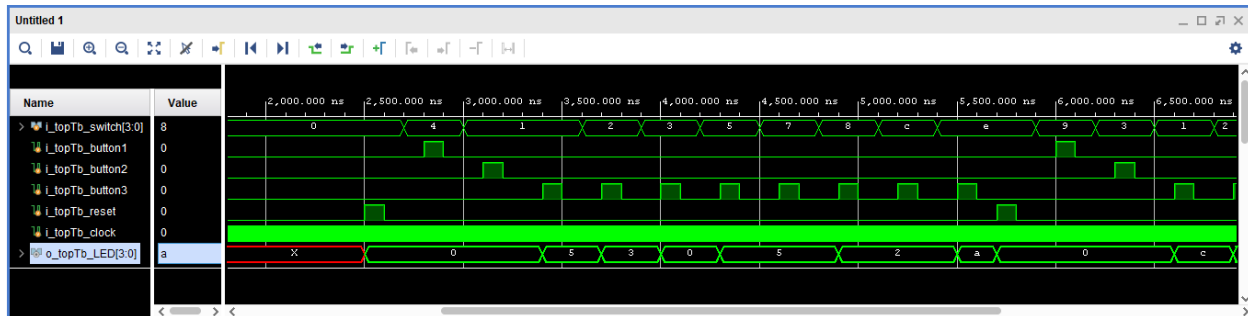 Untitled 1
Name Value
2,000.000 ns 2,500.000 ns 3,000.000 ns 3,500.000 ns 4,000.000 ns 4,500.000 ns 5,000.000 ns 5,500.000 ns 6,000.000 ns 6,500.000 ns
i_topTb_switch[3:0] 8 0 4 1 2 3 5 7 8 c e 9 3 1 2
i_topTb_button1 0
i_topTb_button2 0
i_topTb_button3 0
i_topTb_reset 0
i_topTb_clock 0
o_topTb_LED[3:0] a X 0 5 3 0 5 2 a 0 c